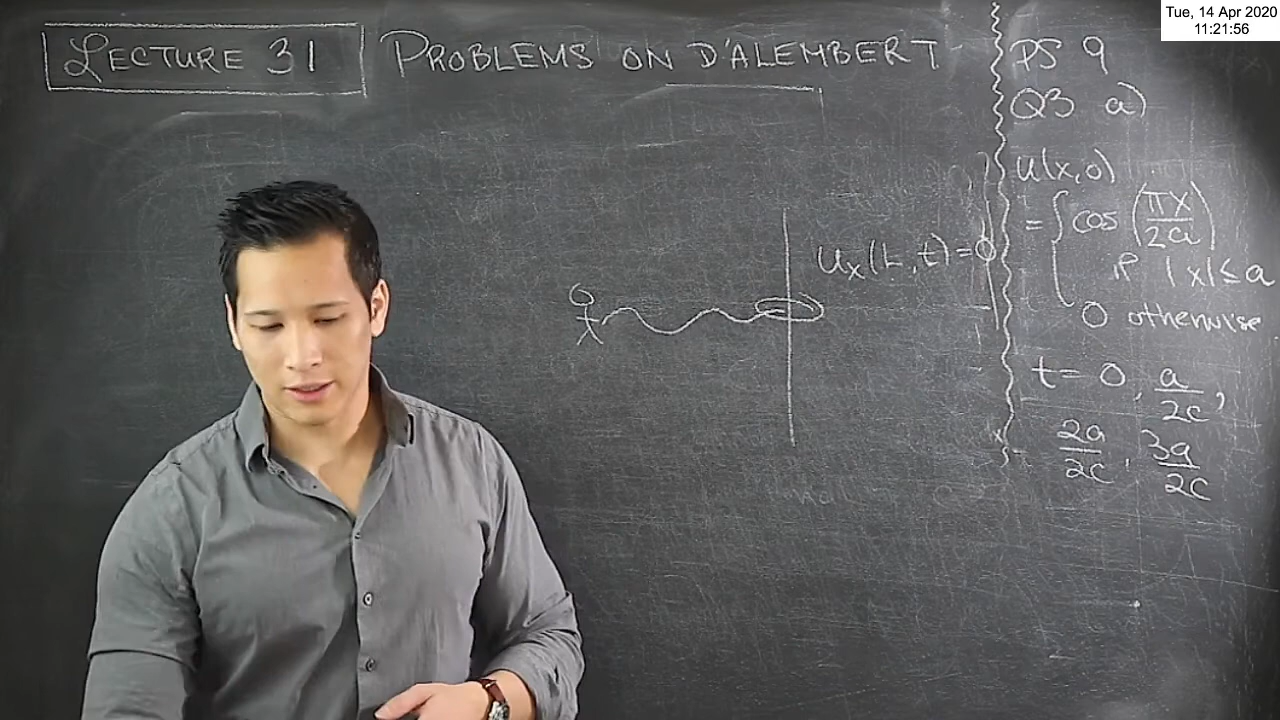 Tue, 14 Apr 2020
11:21:56
LECTURE 31 PROBLEMS ON D'ALEMBERT
PS 9
Q3 a)
u(x,0)
= { cos (πx/2a)
if |x| ≤ a
0 otherwise
t = 0, a/2c,
2a/2c, 3a/2c
u_x(L,t)=0